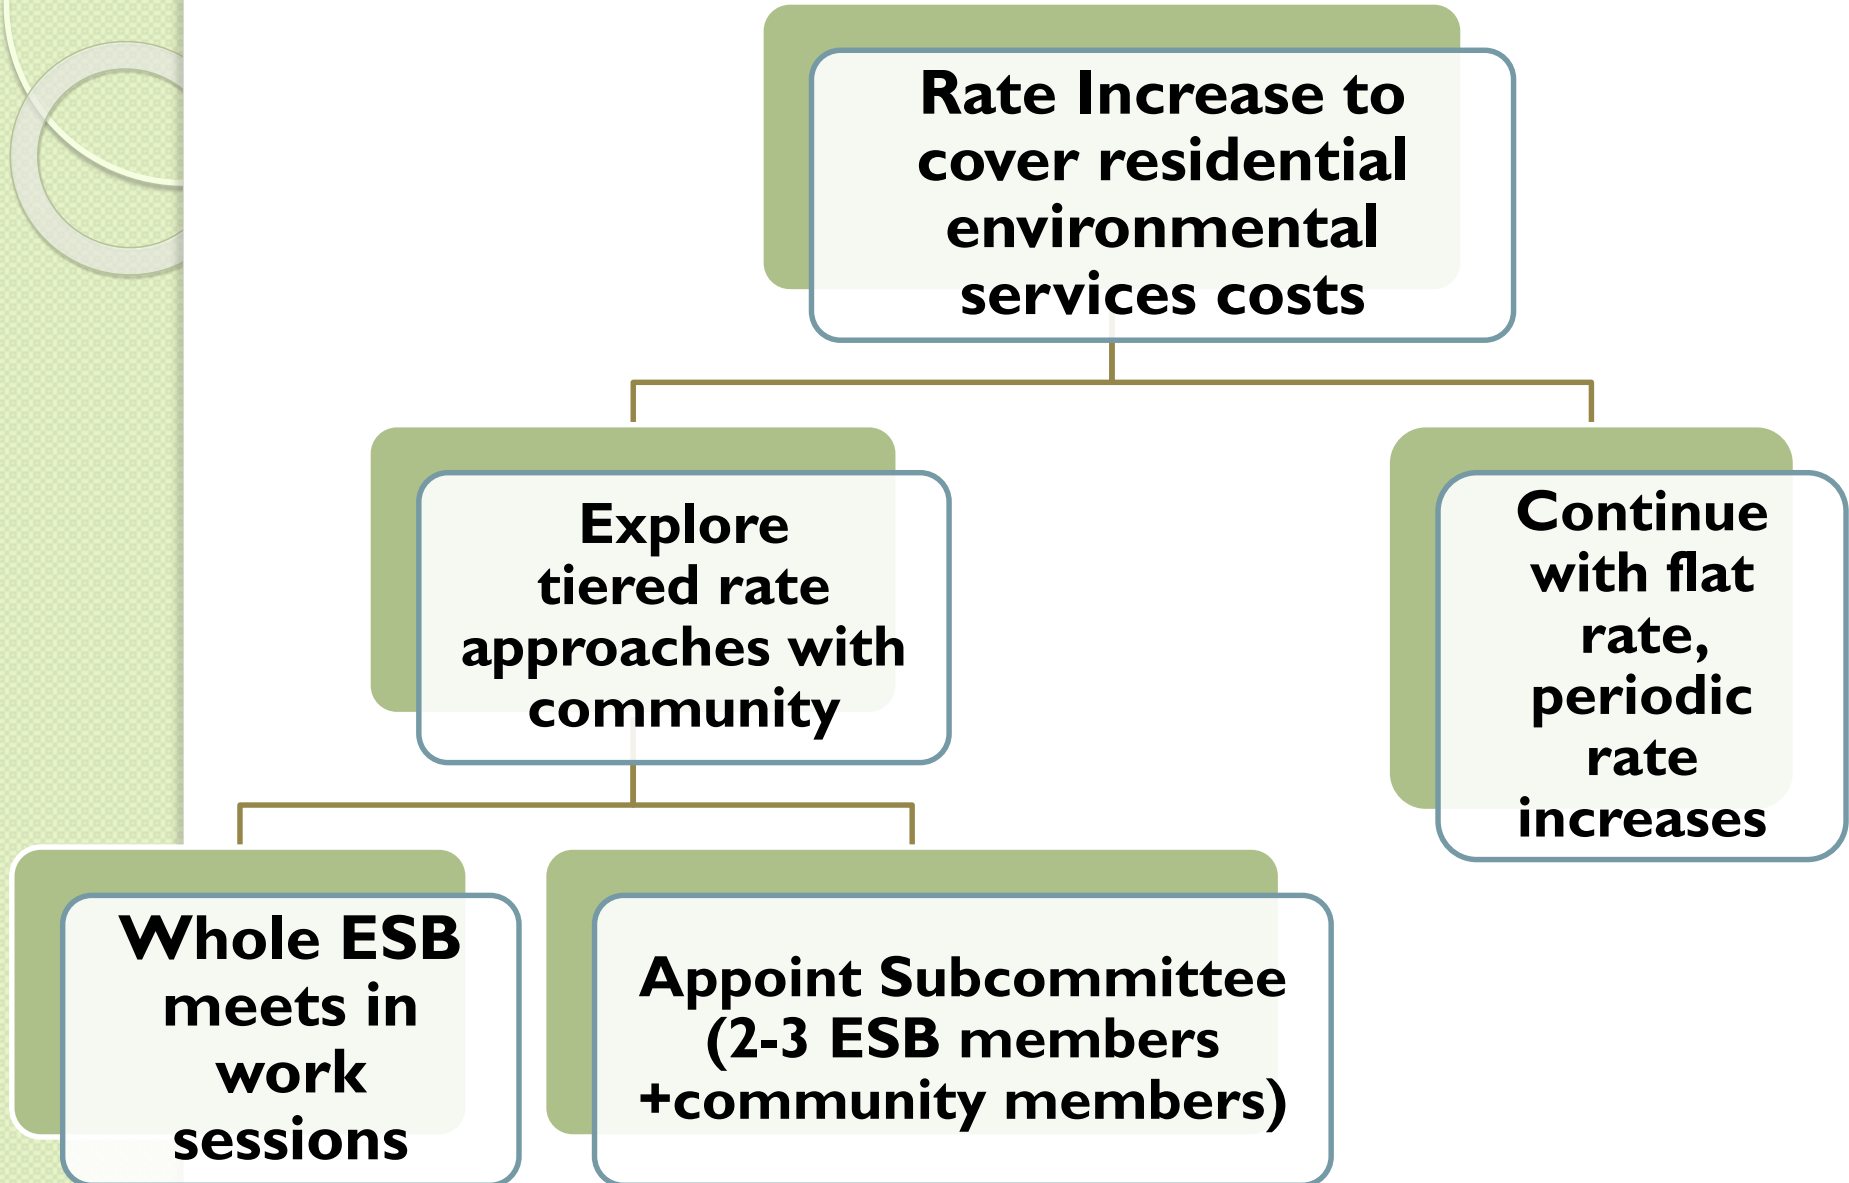 Rate Increase to
cover residential
environmental
services costs
Explore
tiered rate
approaches with
community
Continue
with flat
rate,
periodic
rate
increases
Whole ESB
meets in
work
sessions
Appoint Subcommittee
(2-3 ESB members
+community members)